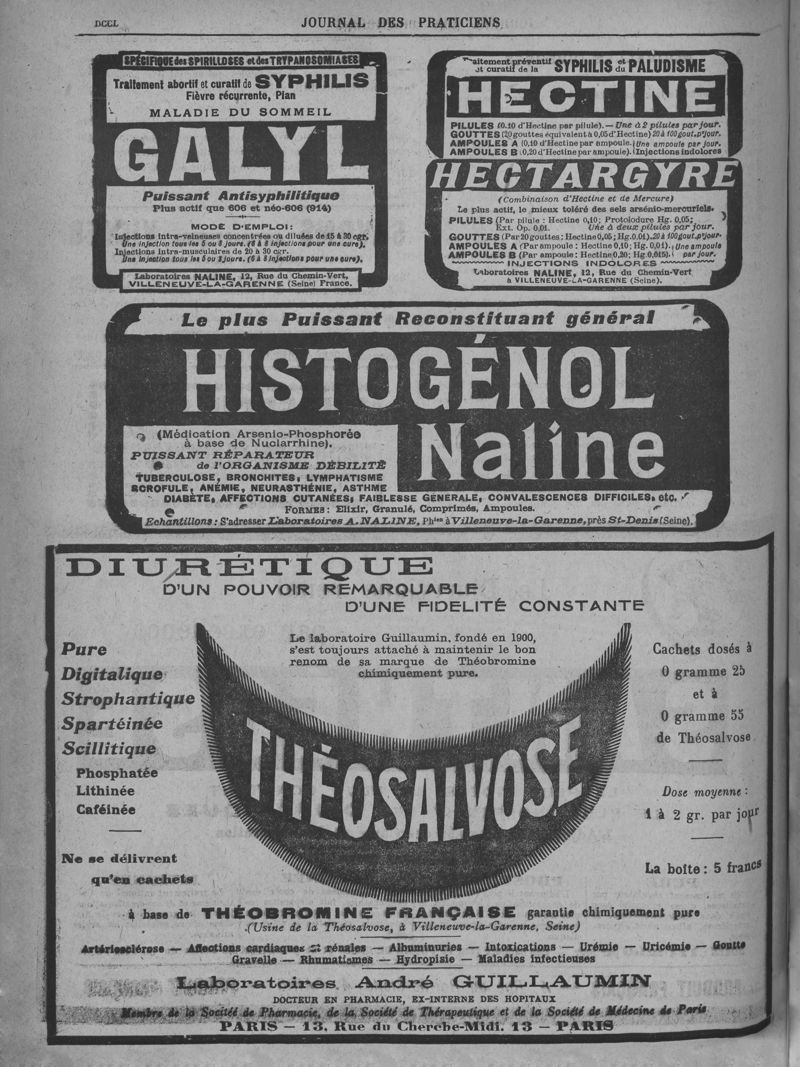 DCCL
JOURNAL DES PRATICIENS
SPÉCIFIQUE des SPIRILLOSES et des TRYPANOSOMIASES
Traitement abortif et curatif de SYPHILIS
Fièvre récurrente, Pian
MALADIE DU SOMMEIL
GALYL
Puissant Antisyphilitique
Plus actif que 606 et néo-606 (914)
MODE D'EMPLOI:
Injections intra-veineuses concentrées ou diluées de 15 à 30 cgr.
Une injection tous les 5 ou 8 jours. (6 à 8 injections pour une cure).
Injections intra-musculaires de 20 à 30 cgr.
Une injection tous les 5 ou 8 jours. (6 à 8 injections pour une cure).
Laboratoires NALINE, 12, Rue du Chemin-Vert,
VILLENEUVE-LA-GARENNE (Seine) France.
Traitement préventif et curatif de la SYPHILIS et du PALUDISME
HECTINE
PILULES (0.10 d'Hectine par pilule). — Une à 2 pilules par jour.
GOUTTES (20 gouttes équivalent à 0,05 d'Hectine) 20 à 100 gout. p' jour.
AMPOULES A (0,10 d'Hectine par ampoule.) Une ampoule par jour.
AMPOULES B (0,20 d'Hectine par ampoule). Injections indolores
HECTARGYRE
(Combinaison d'Hectine et de Mercure)
Le plus actif, le mieux toléré des sels arsénio-mercuriels.
PILULES (Par pilule: Hectine 0,10; Protoiodure Hg. 0,05;
Ext. Op. 0,01. Une à deux pilules par jour.
GOUTTES (Par 20 gouttes: Hectine 0,05; Hg. 0,01). 20 à 100 gout. p' jour.
AMPOULES A (Par ampoule: Hectine 0,10; Hg. 0,01). Une ampoule
AMPOULES B (Par ampoule: Hectine 0,20; Hg. 0,015). par jour.
INJECTIONS INDOLORES
Laboratoires NALINE, 12, Rue du Chemin-Vert
à VILLENEUVE-LA-GARENNE (Seine).
Le plus Puissant Reconstituant général
HISTOGÉNOL
Naline
(Médication Arsenio-Phosphorée
à base de Nuclarrhine).
PUISSANT RÉPARATEUR
de l'ORGANISME DÉBILITÉ
TUBERCULOSE, BRONCHITES, LYMPHATISME
SCROFULE, ANÉMIE, NEURASTHÉNIE, ASTHME
DIABÈTE, AFFECTIONS CUTANÉES, FAIBLESSE GENERALE, CONVALESCENCES DIFFICILES, etc.
FORMES: Elixir, Granulé, Comprimés, Ampoules.
Echantillons: S'adresser Laboratoires A. NALINE, Phien à Villeneuve-la-Garenne, près St-Denis (Seine).
DIURÉTIQUE
D'UN POUVOIR REMARQUABLE
D'UNE FIDELITÉ CONSTANTE
Le laboratoire Guillaumin, fondé en 1900,
s'est toujours attaché à maintenir le bon
renom de sa marque de Théobromine
chimiquement pure.
Pure
Digitalique
Strophantique
Spartéinée
Scillitique
Phosphatée
Lithinée
Caféinée
Ne se délivrent
qu'en cachets
THÉOSALVOSE
Cachets dosés à
0 gramme 25
et à
0 gramme 55
de Théosalvose
Dose moyenne:
1 à 2 gr. par jour
La boîte: 5 francs
à base de THÉOBROMINE FRANÇAISE garantie chimiquement pure
(Usine de la Théosalvose, à Villeneuve-la-Garenne, Seine)
Artériosclérose — Affections cardiaques et rénales — Albuminuries — Intoxications — Urémie — Uricémie — Goutte
Gravelle — Rhumatismes — Hydropisie — Maladies infectieuses
Laboratoires André GUILLAUMIN
DOCTEUR EN PHARMACIE, EX-INTERNE DES HOPITAUX
Membre de la Société de Pharmacie, de la Société de Thérapeutique et de la Société de Médecine de Paris
PARIS — 13, Rue du Cherche-Midi, 13 — PARIS